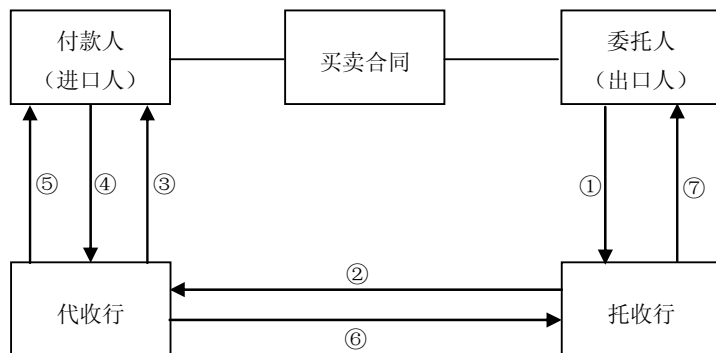 付款人
（进口人）
买卖合同
委托人
（出口人）
⑤
④
③
①
⑦
②
代收行
托收行
⑥